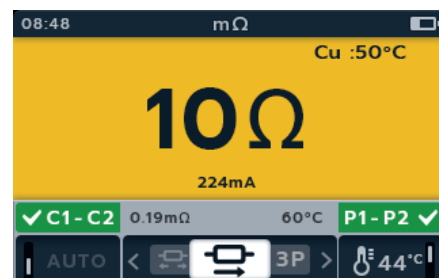 08:48 mΩ
Cu :50°C
10Ω
224mA
✓ C1-C2 0.19mΩ 60°C P1-P2 ✓
AUTO < 3P > 44°C